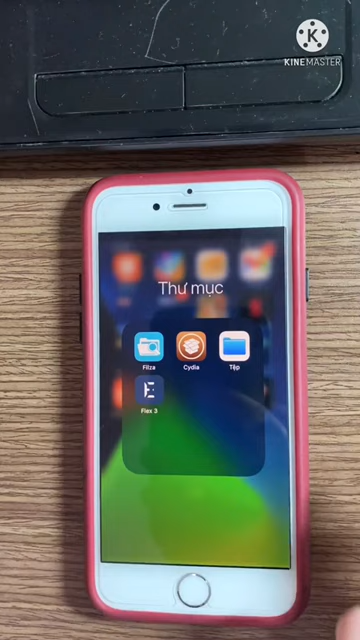 K
KINEMASTER
Thư mục
Filza
Cydia
Tệp
Flex 3